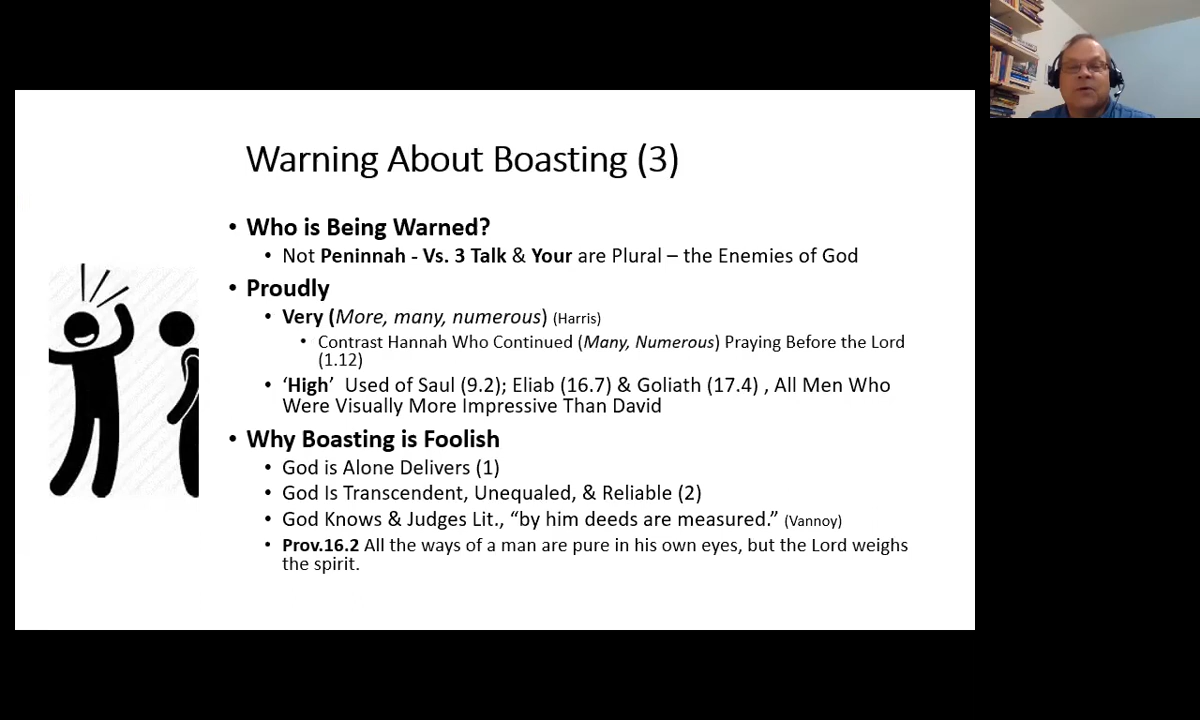 Warning About Boasting (3)
• Who is Being Warned?
• Not Peninnah - Vs. 3 Talk & Your are Plural – the Enemies of God
• Proudly
• Very (More, many, numerous) (Harris)
• Contrast Hannah Who Continued (Many, Numerous) Praying Before the Lord
(1.12)
• ‘High’ Used of Saul (9.2); Eliab (16.7) & Goliath (17.4) , All Men Who
Were Visually More Impressive Than David
• Why Boasting is Foolish
• God is Alone Delivers (1)
• God Is Transcendent, Unequaled, & Reliable (2)
• God Knows & Judges Lit., “by him deeds are measured.” (Vannoy)
• Prov.16.2 All the ways of a man are pure in his own eyes, but the Lord weighs
the spirit.